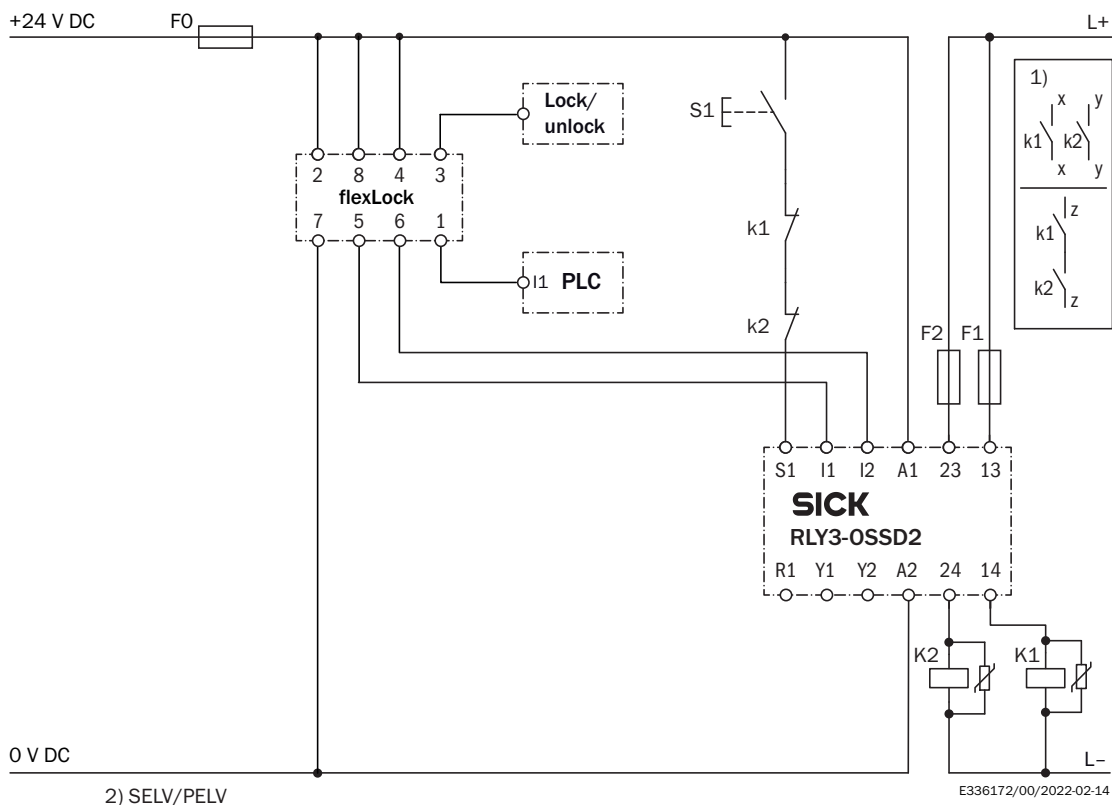 +24 V DC
F0
L+
Lock/
unlock
S1
1)
x
y
k1
k2
x
y
z
k1
k2
z
2 8 4 3
flexLock
7 5 6 1
I1 PLC
k1
k2
F2 F1
S1 I1 I2 A1 23 13
SICK
RLY3-OSSD2
R1 Y1 Y2 A2 24 14
K2
K1
0 V DC
L–
2) SELV/PELV
E336172/00/2022-02-14